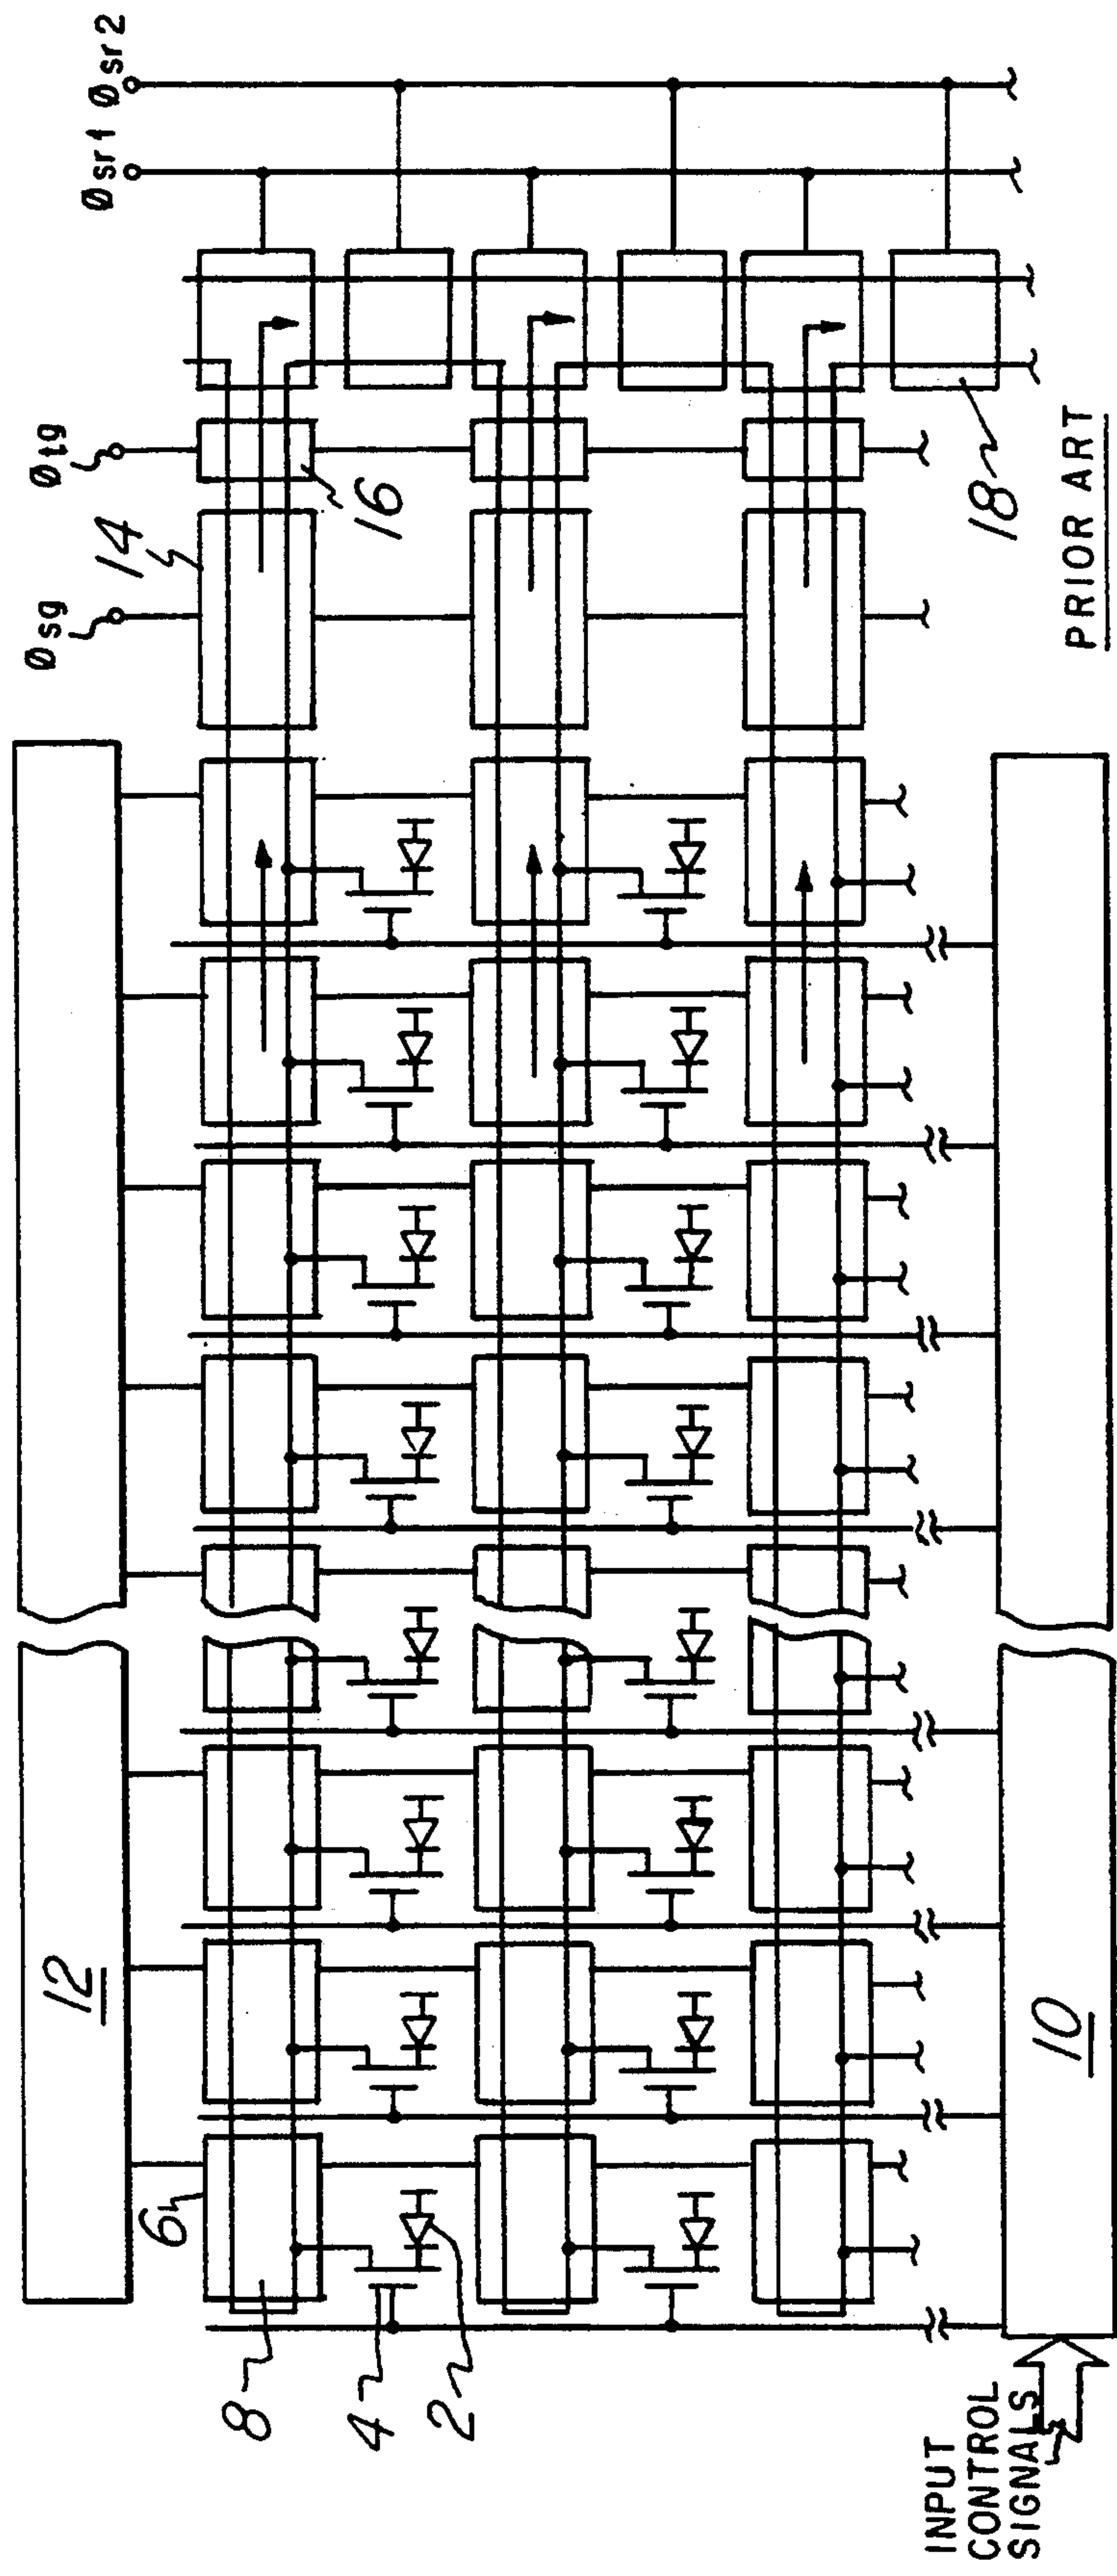 12
6
8
4
2
10
INPUT
CONTROL
SIGNALS
Øsg
14
Øtg
16
Øsr1
Øsr2
18
PRIOR ART